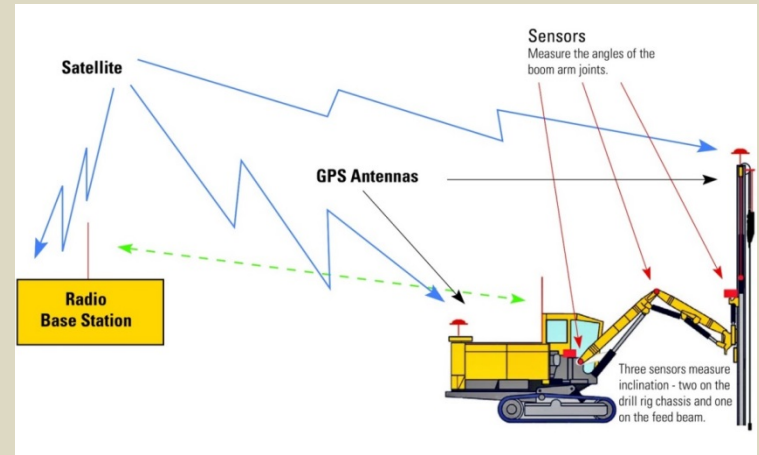 Sensors
Measure the angles of the
boom arm joints.
Satellite
GPS Antennas
Radio
Base Station
Three sensors measure
inclination - two on the
drill rig chassis and one
on the feed beam.